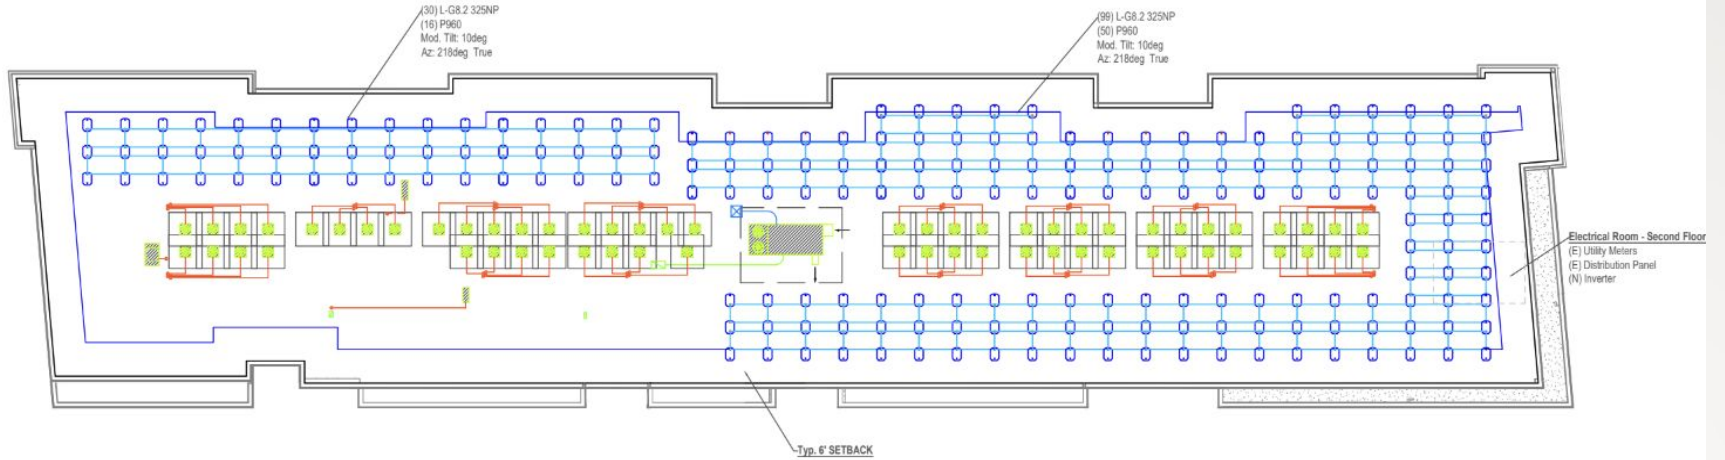 (30) L-G8.2 325NP
(16) P960
Mod. Tilt: 10deg
Az: 218deg True
(99) L-G8.2 325NP
(50) P960
Mod. Tilt: 10deg
Az: 218deg True
Electrical Room - Second Floor
(E) Utility Meters
(E) Distribution Panel
(N) Inverter
Typ. 6' SETBACK